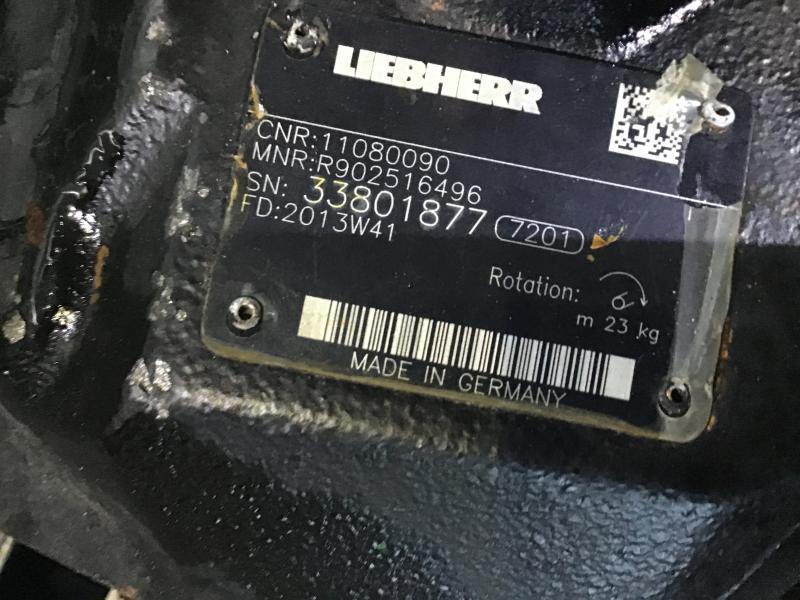 LIEBHERR
CNR:11080090
MNR:R902516496
SN: 33801877 7201
FD:2013W41
Rotation:
m 23 kg
MADE IN GERMANY